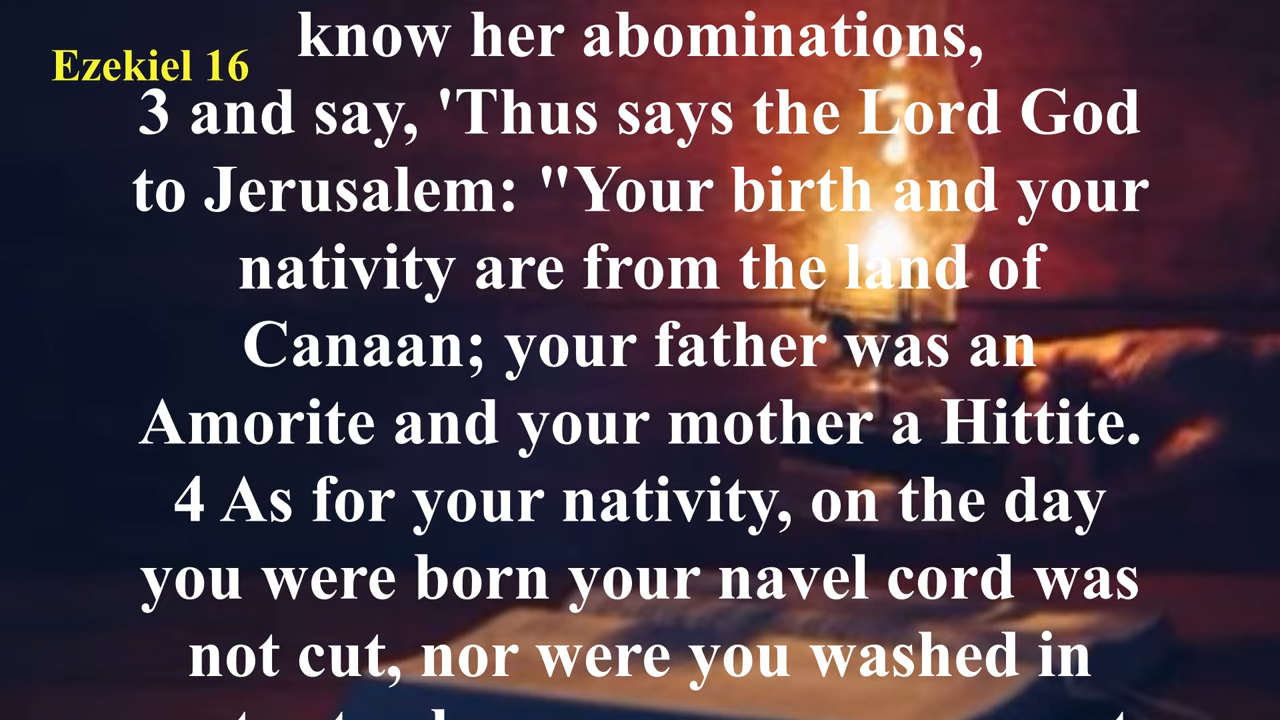 know her abominations,
Ezekiel 16
3 and say, 'Thus says the Lord God
to Jerusalem: "Your birth and your
nativity are from the land of
Canaan; your father was an
Amorite and your mother a Hittite.
4 As for your nativity, on the day
you were born your navel cord was
not cut, nor were you washed in